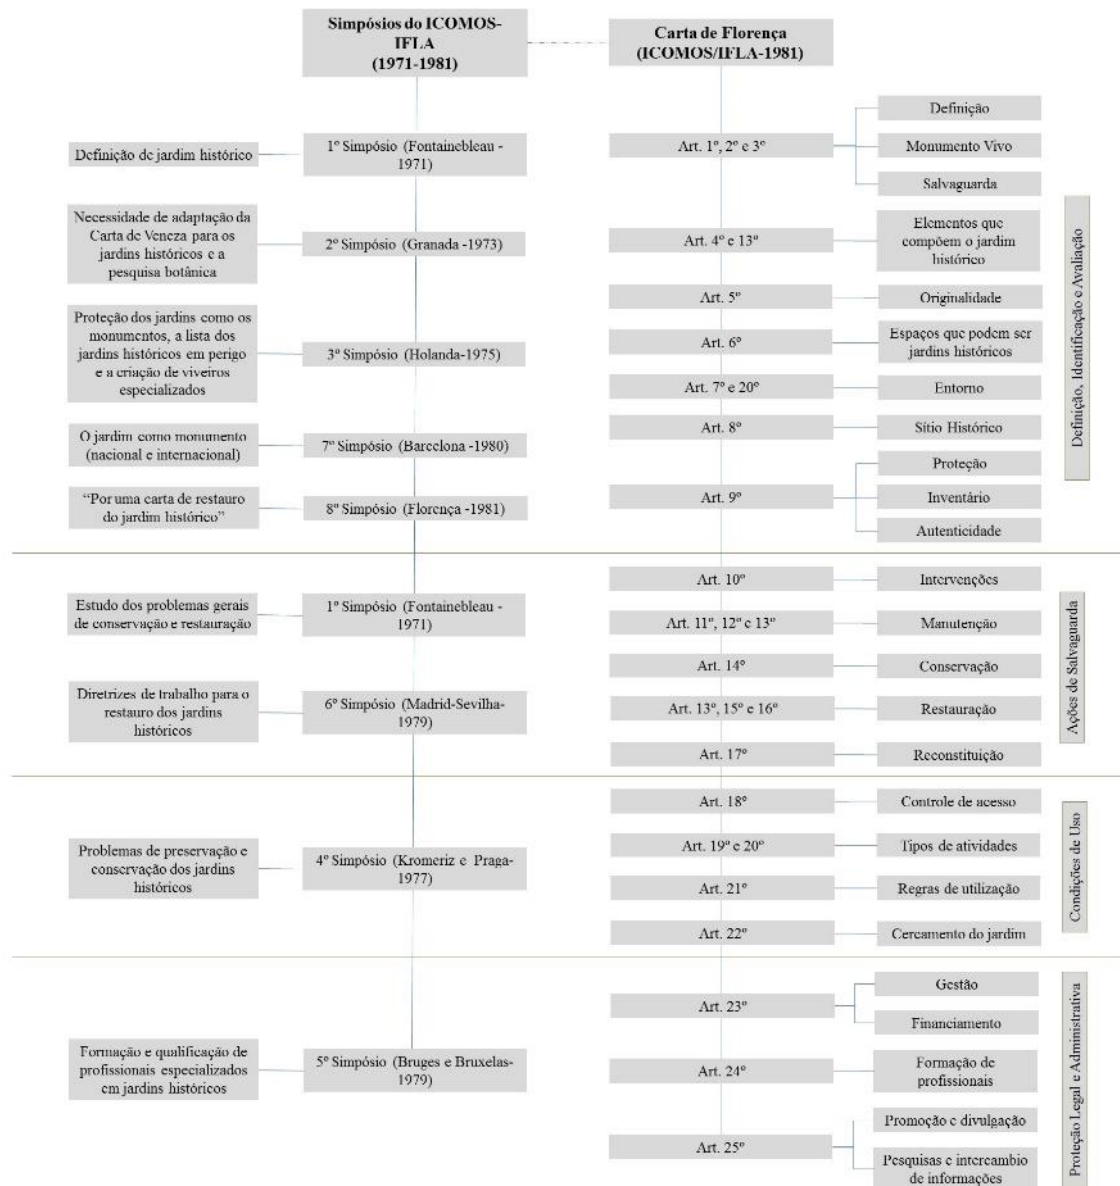 Simpósios do ICOMOS-
IFLA
(1971-1981)
Carta de Florença
(ICOMOS/IFLA-1981)
Definição de jardim histórico
1º Simpósio (Fontainebleau -
1971)
Necessidade de adaptação da
Carta de Veneza para os
jardins históricos e a
pesquisa botânica
2º Simpósio (Granada -1973)
Proteção dos jardins como os
monumentos, a lista dos
jardins históricos em perigo
e a criação de viveiros
especializados
3º Simpósio (Holanda-1975)
O jardim como monumento
(nacional e internacional)
7º Simpósio (Barcelona -1980)
“Por uma carta de restauro
do jardim histórico”
8º Simpósio (Florença -1981)
Art. 1º, 2º e 3º
Definição
Monumento Vivo
Salvaguarda
Art. 4º e 13º
Elementos que
compõem o jardim
histórico
Art. 5º
Originalidade
Art. 6º
Espaços que podem ser
jardins históricos
Art. 7º e 20º
Entorno
Art. 8º
Sítio Histórico
Art. 9º
Proteção
Inventário
Autenticidade
Definição, Identificação e Avaliação
Estudo dos problemas gerais
de conservação e restauração
1º Simpósio (Fontainebleau -
1971)
Diretrizes de trabalho para o
restauro dos jardins
históricos
6º Simpósio (Madrid-Sevilha-
1979)
Art. 10º
Intervenções
Art. 11º, 12º e 13º
Manutenção
Art. 14º
Conservação
Art. 13º, 15º e 16º
Restauração
Art. 17º
Reconstituição
Ações de Salvaguarda
Problemas de preservação e
conservação dos jardins
históricos
4º Simpósio (Kromeriz e Praga-
1977)
Art. 18º
Controle de acesso
Art. 19º e 20º
Tipos de atividades
Art. 21º
Regras de utilização
Art. 22º
Cercamento do jardim
Condições de Uso
Formação e qualificação de
profissionais especializados
em jardins históricos
5º Simpósio (Bruges e Bruxelas-
1979)
Art. 23º
Gestão
Financiamento
Art. 24º
Formação de
profissionais
Art. 25º
Promoção e divulgação
Pesquisas e intercambio
de informações
Proteção Legal e Administrativa